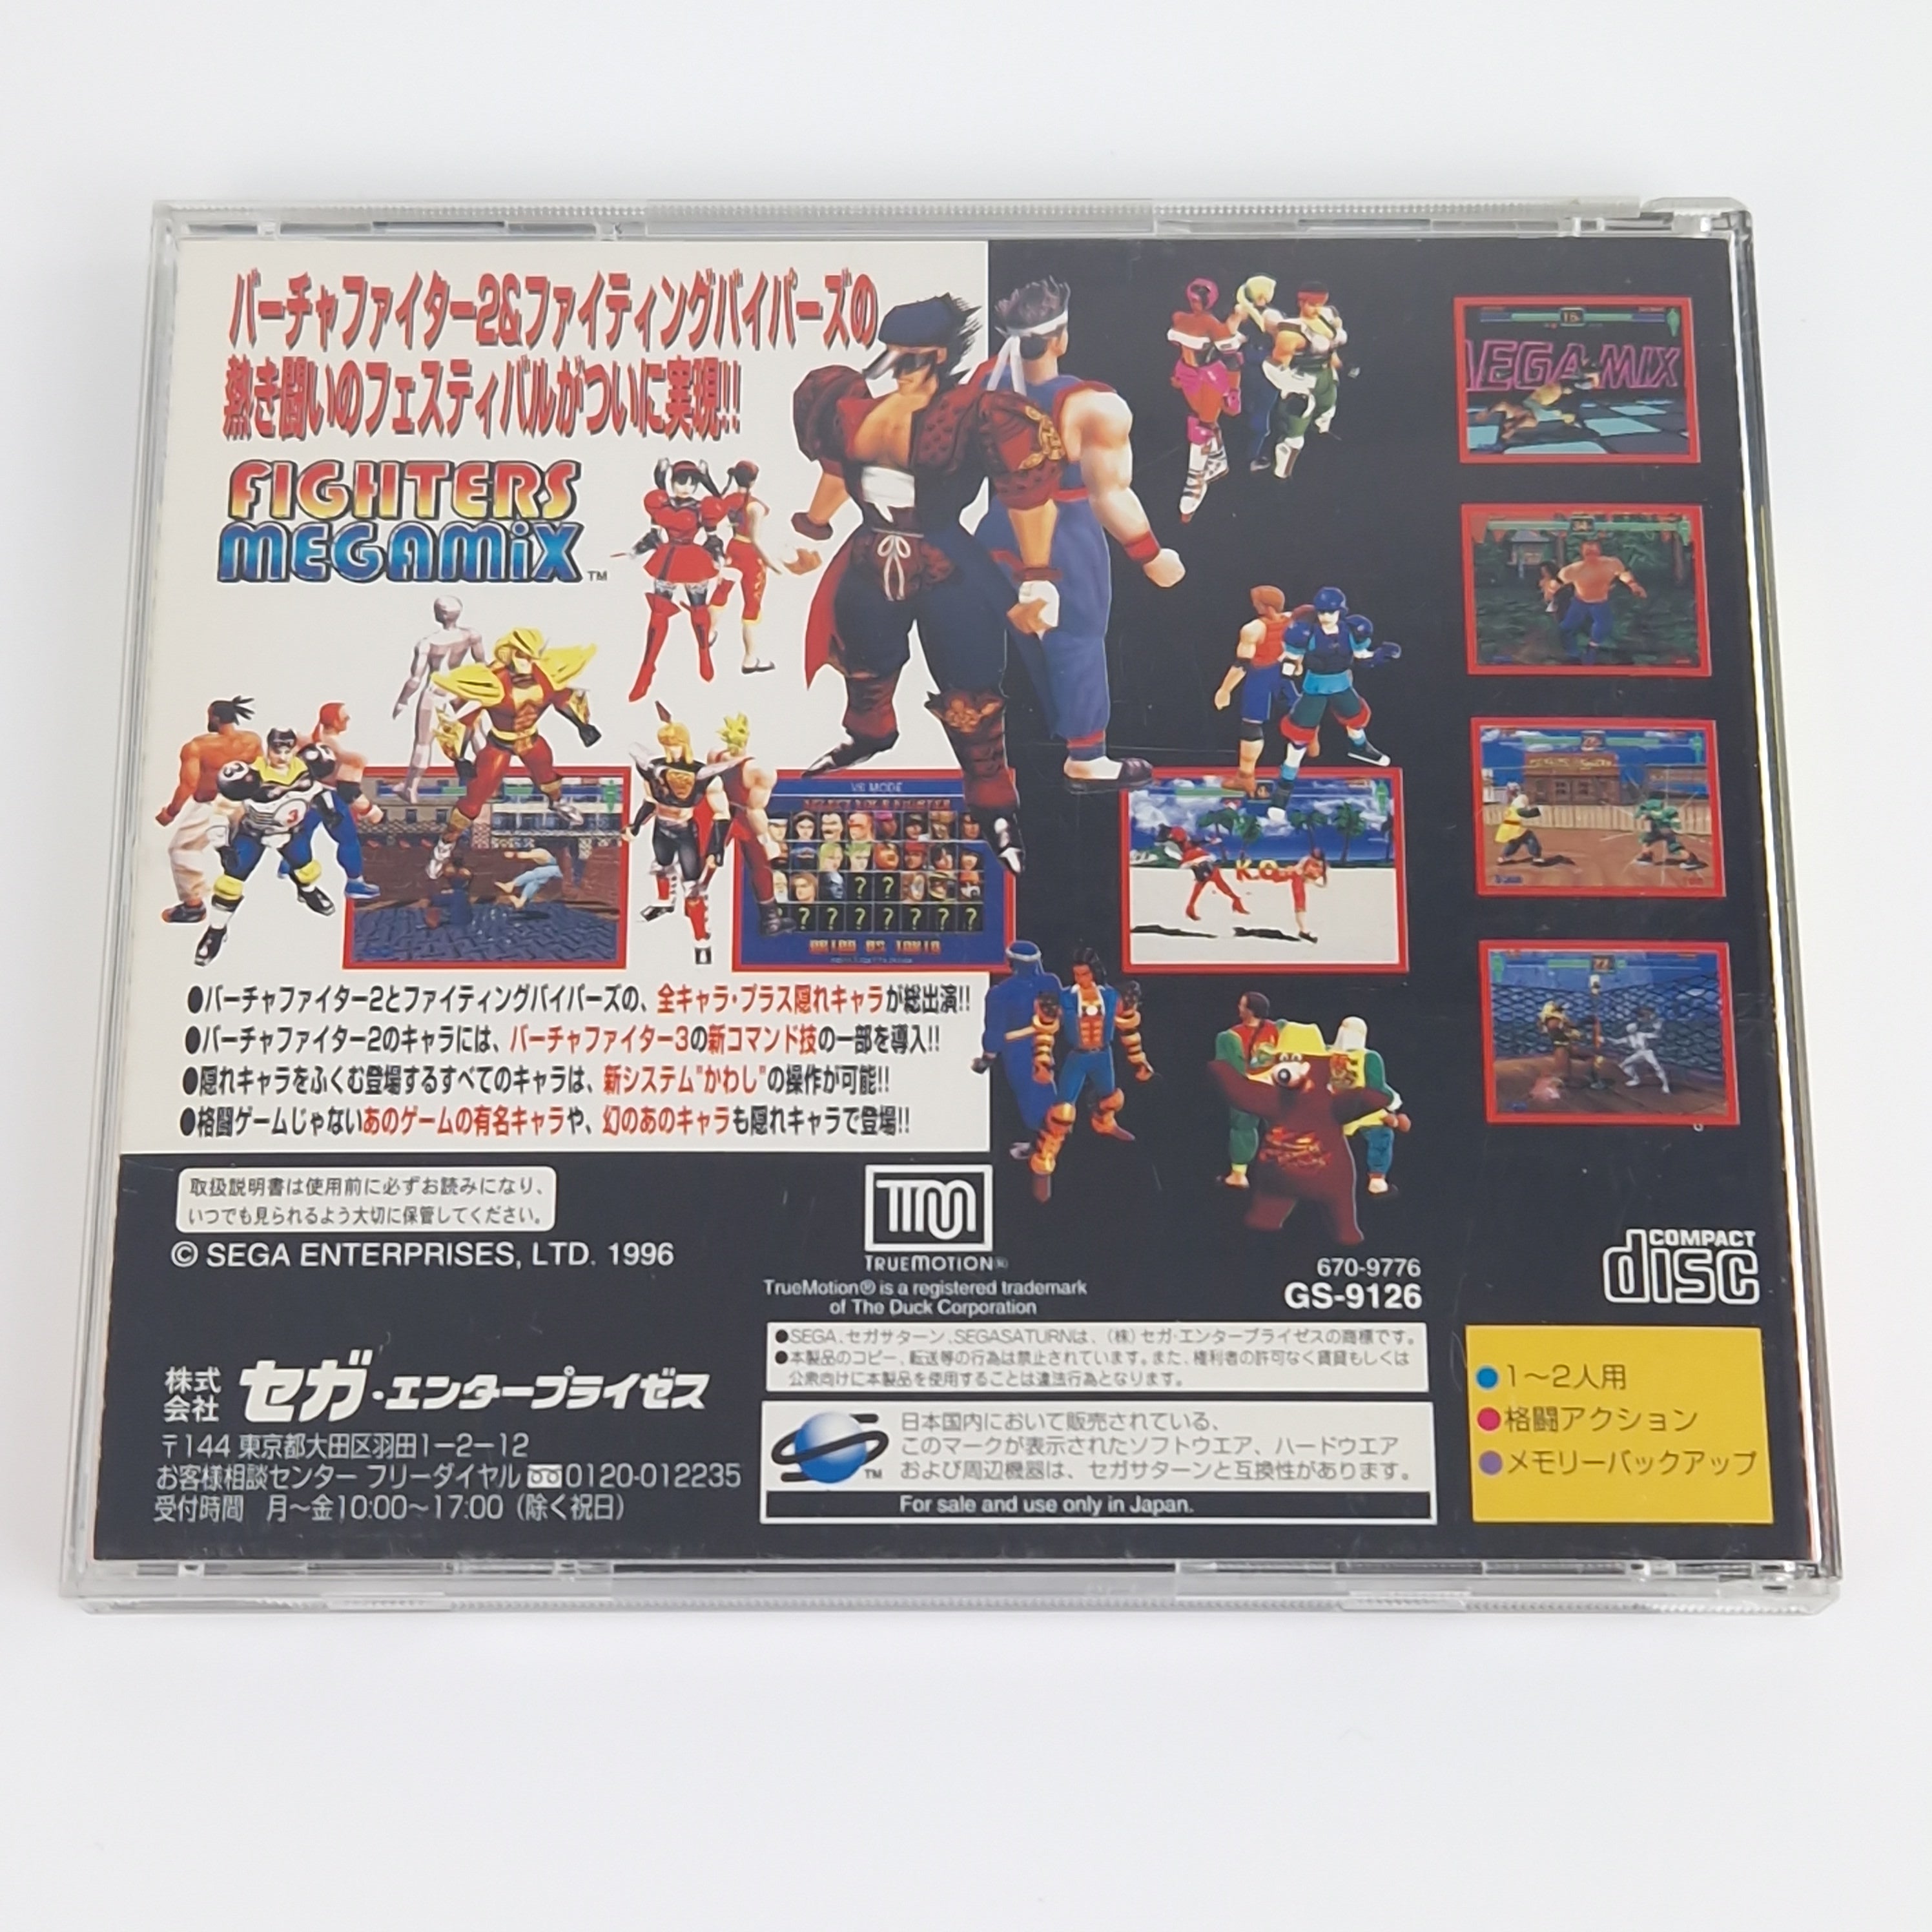 バーチャファイター2&ファイティングバイパーズの
熱き闘いのフェスティバルがついに実現!!
FIGHTERS
MEGAMiX™
MEGAMIX
VS MODE
SELECT YOUR FIGHTER
K.O.
●バーチャファイター2とファイティングバイパーズの、全キャラ・プラス隠れキャラが総出演!!
●バーチャファイター2のキャラには、バーチャファイター3の新コマンド技の一部を導入!!
●隠れキャラをふくむ登場するすべてのキャラは、新システム"かわし"の操作が可能!!
●格闘ゲームじゃないあのゲームの有名キャラや、幻のあのキャラも隠れキャラで登場!!
取扱説明書は使用前に必ずお読みになり、
いつでも見られるよう大切に保管してください。
© SEGA ENTERPRISES, LTD. 1996
株式会社 セガ・エンタープライゼス
〒144 東京都大田区羽田1-2-12
お客様相談センター フリーダイヤル 0120-012235
受付時間 月〜金10:00〜17:00（除く祝日）
TM
TRUEMOTION®
TrueMotion® is a registered trademark
of The Duck Corporation
670-9776
GS-9126
COMPACT
disc
●SEGA、セガサターン、SEGASATURNは、（株）セガ・エンタープライゼスの商標です。
●本製品のコピー、転送等の行為は禁止されています。また、権利者の許可なく賃貸もしくは
公衆向けに本製品を使用することは違法行為となります。
™
日本国内において販売されている、
このマークが表示されたソフトウエア、ハードウエア
および周辺機器は、セガサターンと互換性があります。
For sale and use only in Japan.
●1〜2人用
●格闘アクション
●メモリーバックアップ